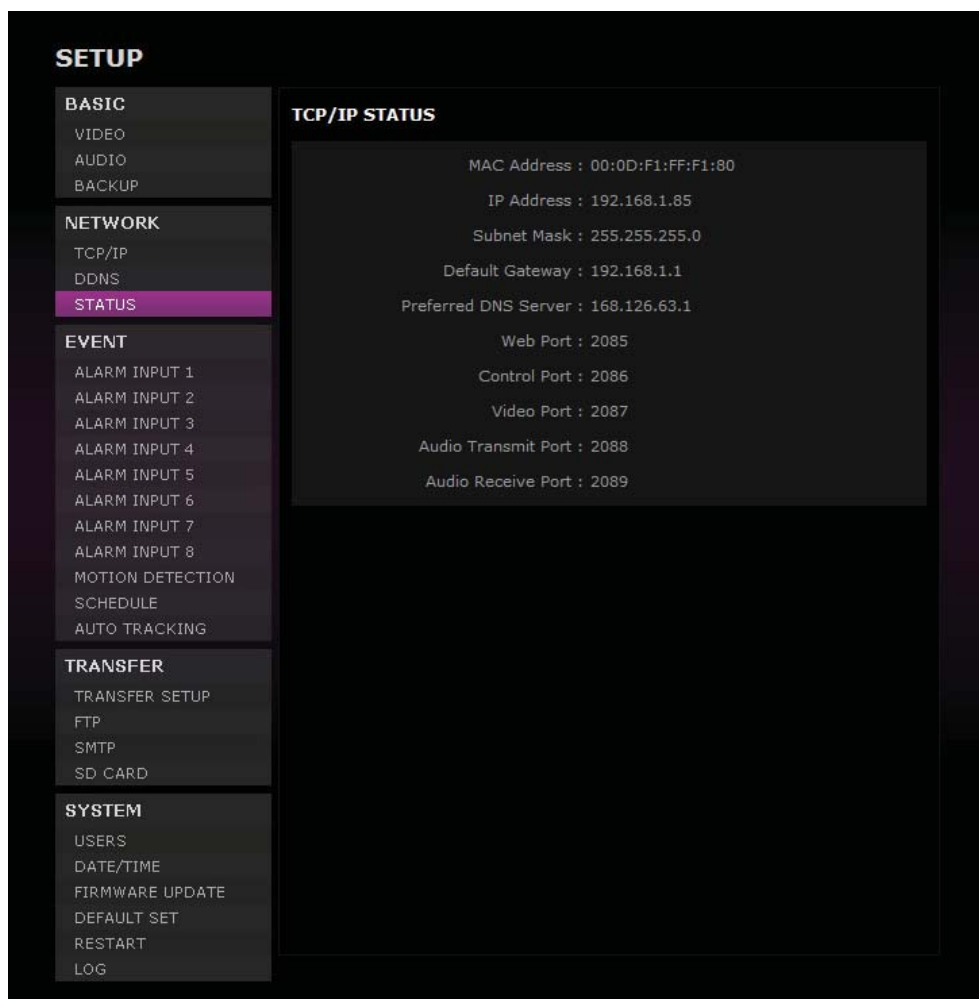 SETUP
BASIC
VIDEO
AUDIO
BACKUP
NETWORK
TCP/IP
DDNS
STATUS
EVENT
ALARM INPUT 1
ALARM INPUT 2
ALARM INPUT 3
ALARM INPUT 4
ALARM INPUT 5
ALARM INPUT 6
ALARM INPUT 7
ALARM INPUT 8
MOTION DETECTION
SCHEDULE
AUTO TRACKING
TRANSFER
TRANSFER SETUP
FTP
SMTP
SD CARD
SYSTEM
USERS
DATE/TIME
FIRMWARE UPDATE
DEFAULT SET
RESTART
LOG
TCP/IP STATUS
MAC Address : 00:0D:F1:FF:F1:80
IP Address : 192.168.1.85
Subnet Mask : 255.255.255.0
Default Gateway : 192.168.1.1
Preferred DNS Server : 168.126.63.1
Web Port : 2085
Control Port : 2086
Video Port : 2087
Audio Transmit Port : 2088
Audio Receive Port : 2089